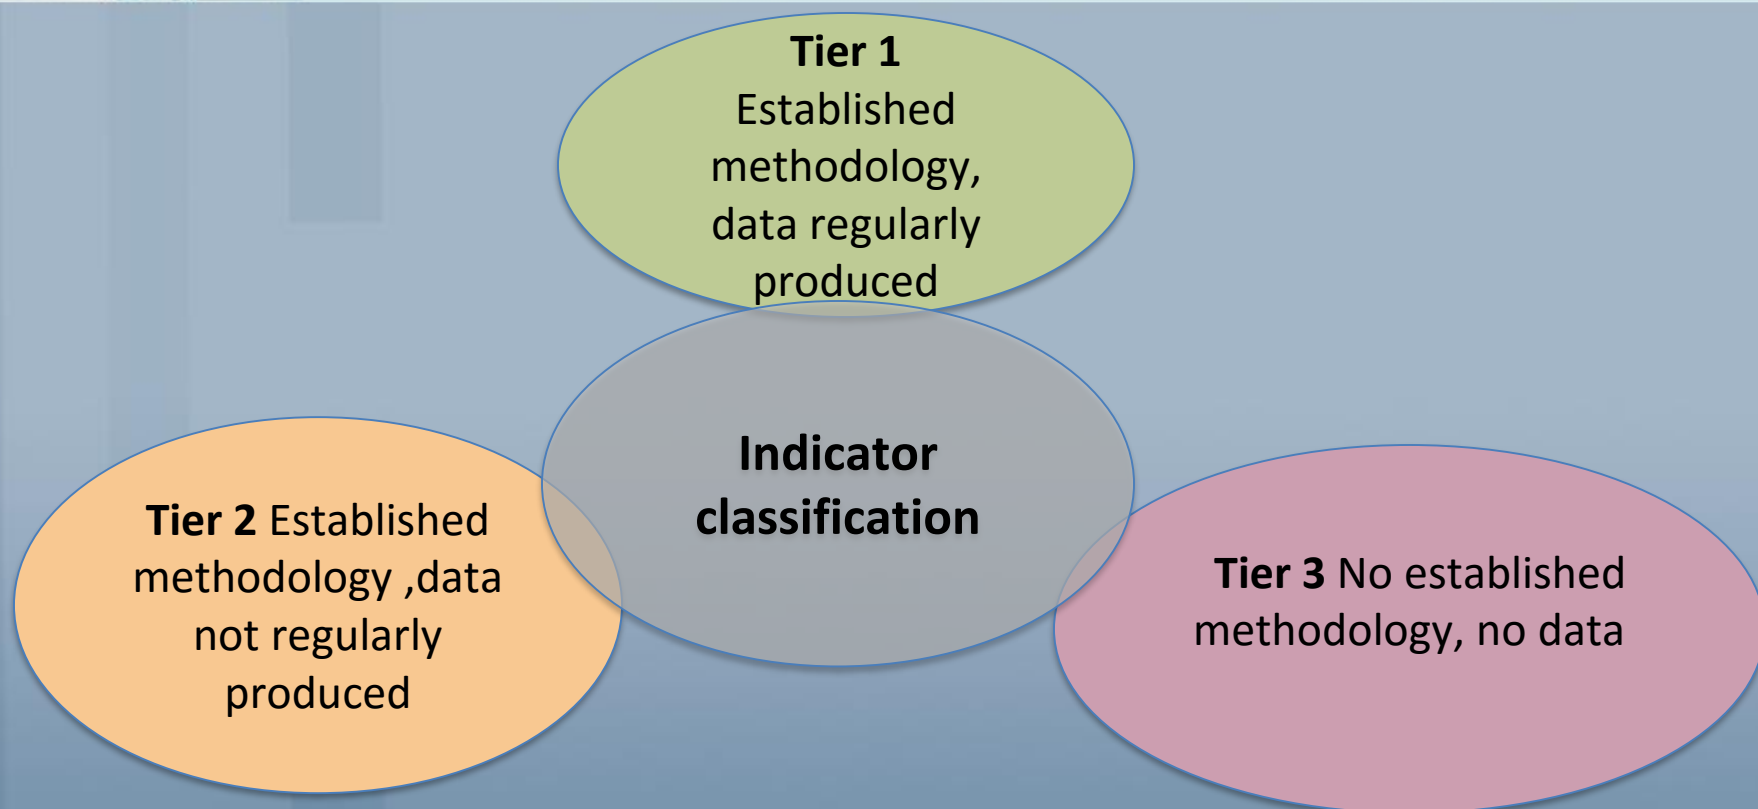 Tier 1
Established
methodology,
data regularly
produced
Indicator
classification
Tier 2 Established
methodology ,data
not regularly
produced
Tier 3 No established
methodology, no data